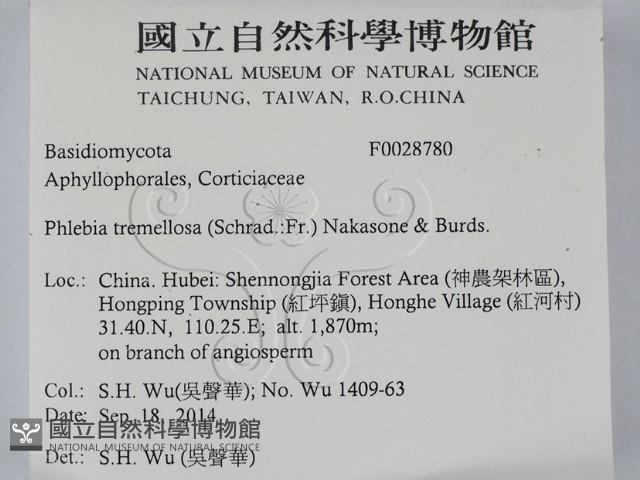 國立自然科學博物館
NATIONAL MUSEUM OF NATURAL SCIENCE
TAICHUNG, TAIWAN, R.O.CHINA
Basidiomycota F0028780
Aphyllophorales, Corticiaceae
Phlebia tremellosa (Schrad.:Fr.) Nakasone & Burds.
Loc.: China. Hubei: Shennongjia Forest Area (神農架林區),
Hongping Township (紅坪鎮), Honghe Village (紅河村)
31.40.N, 110.25.E; alt. 1,870m;
on branch of angiosperm
Col.: S.H. Wu(吳聲華); No. Wu 1409-63
Date: Sep. 18, 2014
國立自然科學博物館
NATIONAL MUSEUM OF NATURAL SCIENCE
Det.: S.H. Wu (吳聲華)